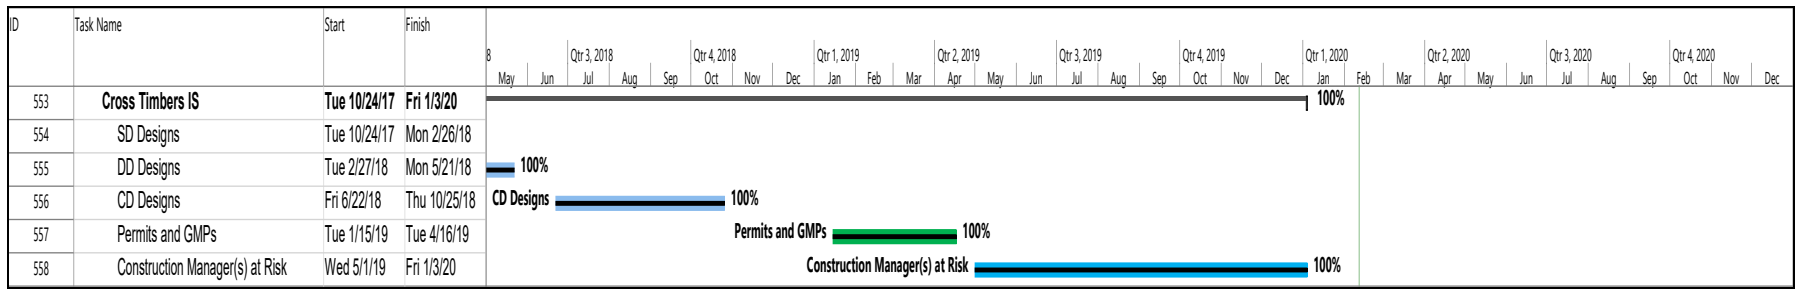 ID Task Name Start Finish
8 Qtr 3, 2018 Qtr 4, 2018 Qtr 1, 2019 Qtr 2, 2019 Qtr 3, 2019 Qtr 4, 2019 Qtr 1, 2020 Qtr 2, 2020 Qtr 3, 2020 Qtr 4, 2020
May Jun Jul Aug Sep Oct Nov Dec Jan Feb Mar Apr May Jun Jul Aug Sep Oct Nov Dec Jan Feb Mar Apr May Jun Jul Aug Sep Oct Nov Dec
553 Cross Timbers IS Tue 10/24/17 Fri 1/3/20 100%
554 SD Designs Tue 10/24/17 Mon 2/26/18
555 DD Designs Tue 2/27/18 Mon 5/21/18 100%
556 CD Designs Fri 6/22/18 Thu 10/25/18 CD Designs 100%
557 Permits and GMPs Tue 1/15/19 Tue 4/16/19 Permits and GMPs 100%
558 Construction Manager(s) at Risk Wed 5/1/19 Fri 1/3/20 Construction Manager(s) at Risk 100%